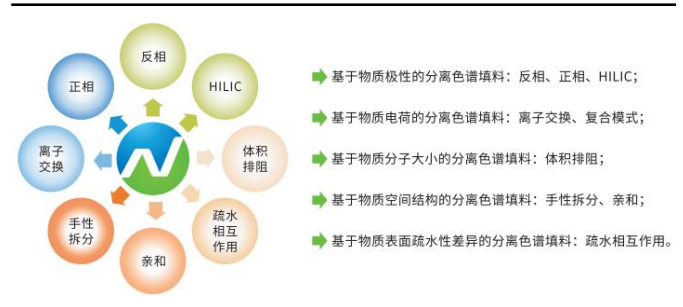 反相
正相
HILIC
离子
交换
体积
排阻
手性
拆分
疏水
相互
作用
亲和
基于物质极性的分离色谱填料：反相、正相、HILIC；
基于物质电荷的分离色谱填料：离子交换、复合模式；
基于物质分子大小的分离色谱填料：体积排阻；
基于物质空间结构的分离色谱填料：手性拆分、亲和；
基于物质表面疏水性差异的分离色谱填料：疏水相互作用。